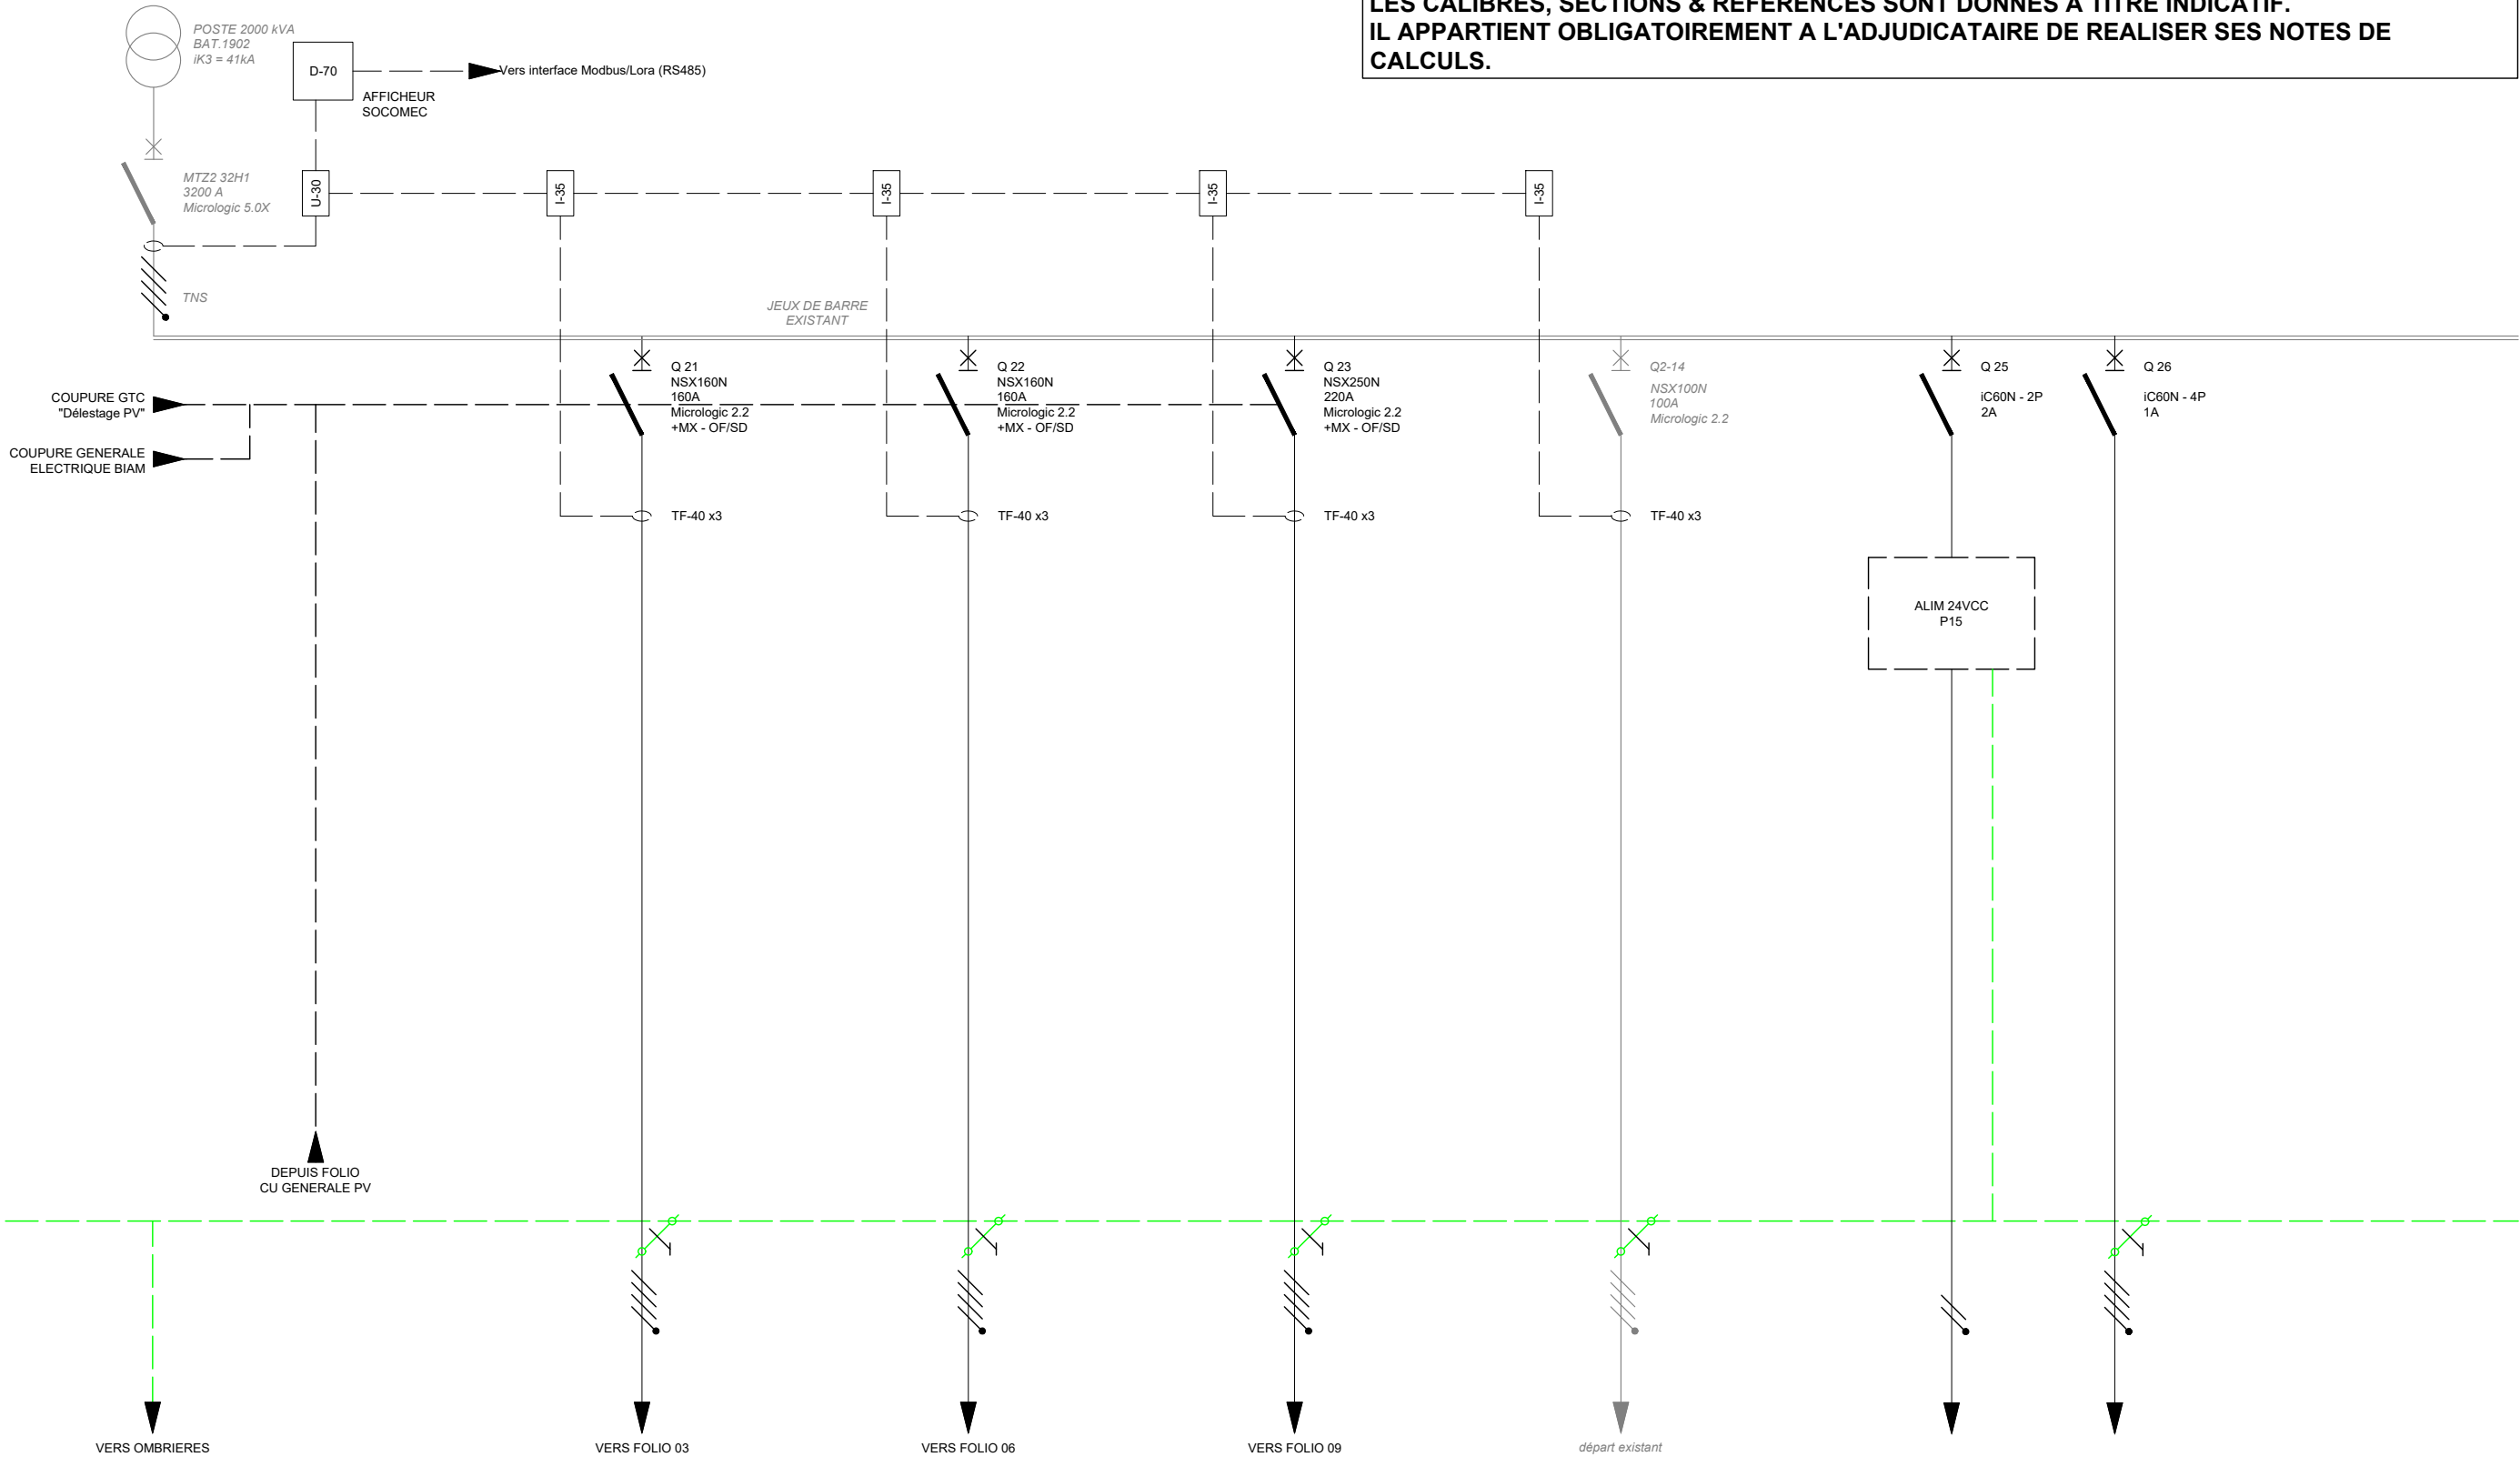 LES CALIBRES, SECTIONS & REFERENCES SONT DONNES A TITRE INDICATIF.
IL APPARTIENT OBLIGATOIREMENT A L'ADJUDICATAIRE DE REALISER SES NOTES DE
CALCULS.
POSTE 2000 kVA
BAT.1902
iK3 = 41kA
D-70
Vers interface Modbus/Lora (RS485)
AFFICHEUR
SOCOMEC
MTZ2 32H1
3200 A
Micrologic 5.0X
U-30
I-35
I-35
I-35
I-35
TNS
JEUX DE BARRE
EXISTANT
COUPURE GTC
"Délestage PV"
COUPURE GENERALE
ELECTRIQUE BIAM
Q 21
NSX160N
160A
Micrologic 2.2
+MX - OF/SD
Q 22
NSX160N
160A
Micrologic 2.2
+MX - OF/SD
Q 23
NSX250N
220A
Micrologic 2.2
+MX - OF/SD
Q2-14
NSX100N
100A
Micrologic 2.2
Q 25
iC60N - 2P
2A
Q 26
iC60N - 4P
1A
TF-40 x3
TF-40 x3
TF-40 x3
TF-40 x3
ALIM 24VCC
P15
DEPUIS FOLIO
CU GENERALE PV
VERS OMBRIERES
VERS FOLIO 03
VERS FOLIO 06
VERS FOLIO 09
départ existant